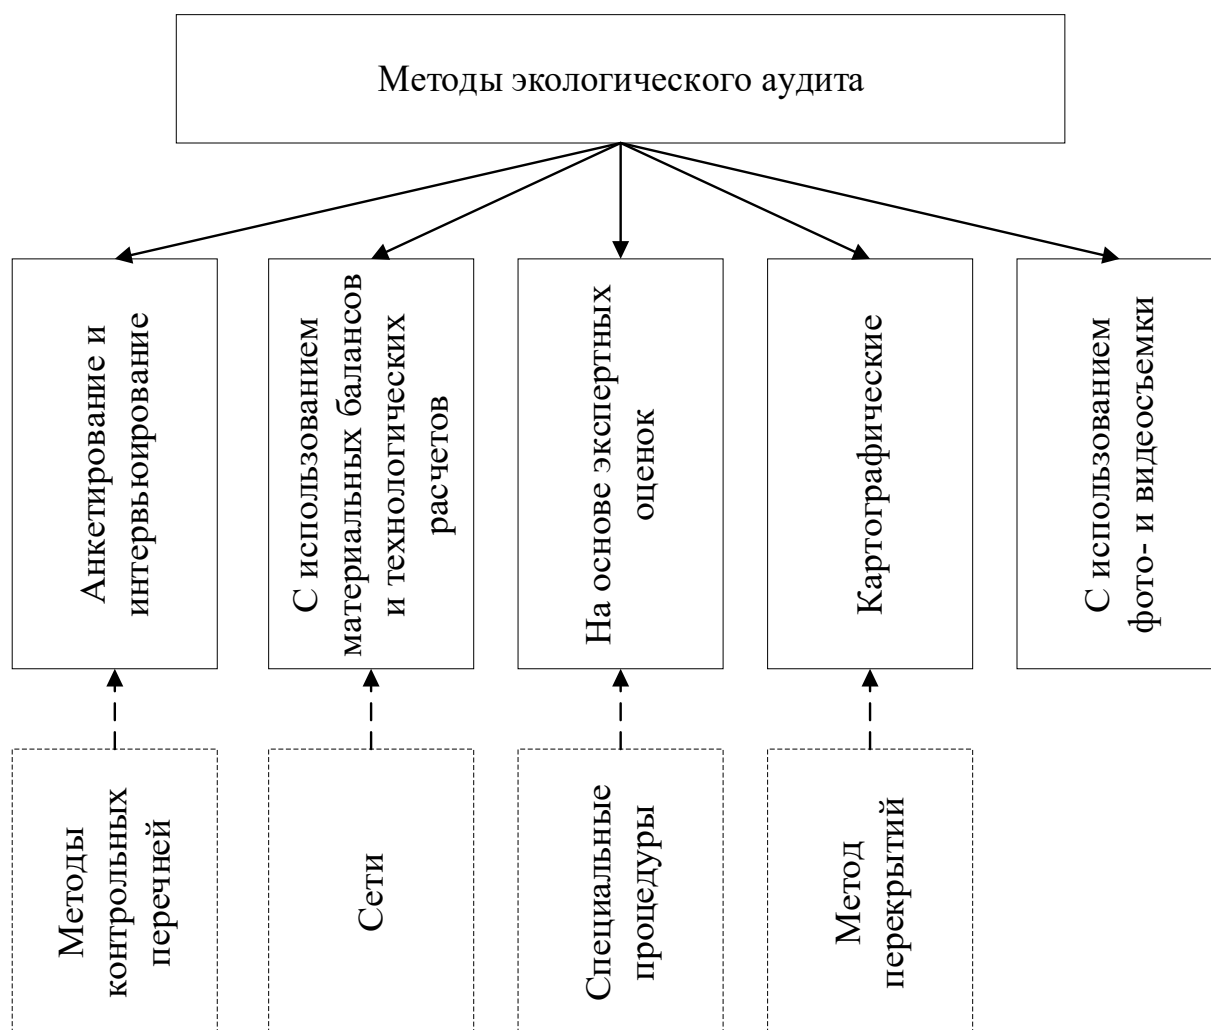 Методы экологического аудита
Анкетирование и
интервьюирование
С использованием
материальных балансов
и технологических
расчетов
На основе экспертных
оценок
Картографические
С использованием
фото- и видеосъемки
Методы
контрольных
перечней
Сети
Специальные
процедуры
Метод
перекрытий